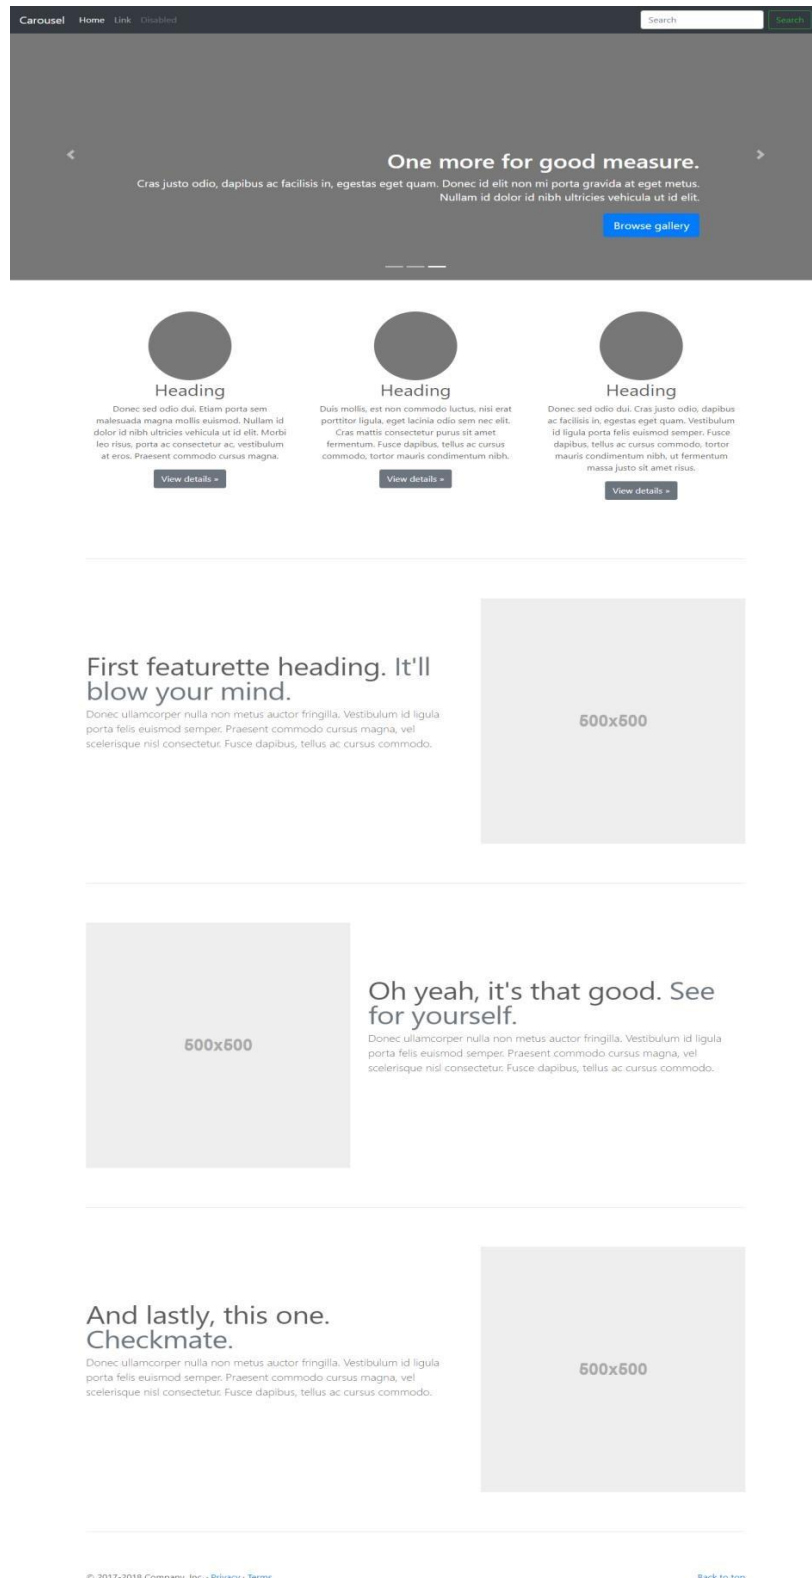 Carousel Home Link Disabled Search Search
One more for good measure.
Cras justo odio, dapibus ac facilisis in, egestas eget quam. Donec id elit non mi porta gravida at eget metus.
Nullam id dolor id nibh ultricies vehicula ut id elit.
Browse gallery
Heading
Donec sed odio dui. Etiam porta sem
malesuada magna mollis euismod. Nullam id
dolor id nibh ultricies vehicula ut id elit. Morbi
leo risus, porta ac consectetur ac, vestibulum
at eros. Praesent commodo cursus magna.
View details »
Heading
Duis mollis, est non commodo luctus, nisi erat
porttitor ligula, eget lacinia odio sem nec elit.
Cras mattis consectetur purus sit amet
fermentum. Fusce dapibus, tellus ac cursus
commodo, tortor mauris condimentum nibh.
View details »
Heading
Donec sed odio dui. Cras justo odio, dapibus
ac facilisis in, egestas eget quam. Vestibulum
id ligula porta felis euismod semper. Fusce
dapibus, tellus ac cursus commodo, tortor
mauris condimentum nibh, ut fermentum
massa justo sit amet risus.
View details »
First featurette heading. It'll
blow your mind.
Donec ullamcorper nulla non metus auctor fringilla. Vestibulum id ligula
porta felis euismod semper. Praesent commodo cursus magna, vel
scelerisque nisl consectetur. Fusce dapibus, tellus ac cursus commodo.
500x500
500x500
Oh yeah, it's that good. See
for yourself.
Donec ullamcorper nulla non metus auctor fringilla. Vestibulum id ligula
porta felis euismod semper. Praesent commodo cursus magna, vel
scelerisque nisl consectetur. Fusce dapibus, tellus ac cursus commodo.
And lastly, this one.
Checkmate.
Donec ullamcorper nulla non metus auctor fringilla. Vestibulum id ligula
porta felis euismod semper. Praesent commodo cursus magna, vel
scelerisque nisl consectetur. Fusce dapibus, tellus ac cursus commodo.
500x500
© 2017-2018 Company, Inc. · Privacy · Terms Back to top